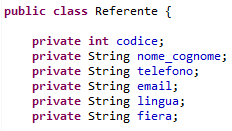 public class Referente {
private int codice;
private String nome_cognome;
private String telefono;
private String email;
private String lingua;
private String fiera;